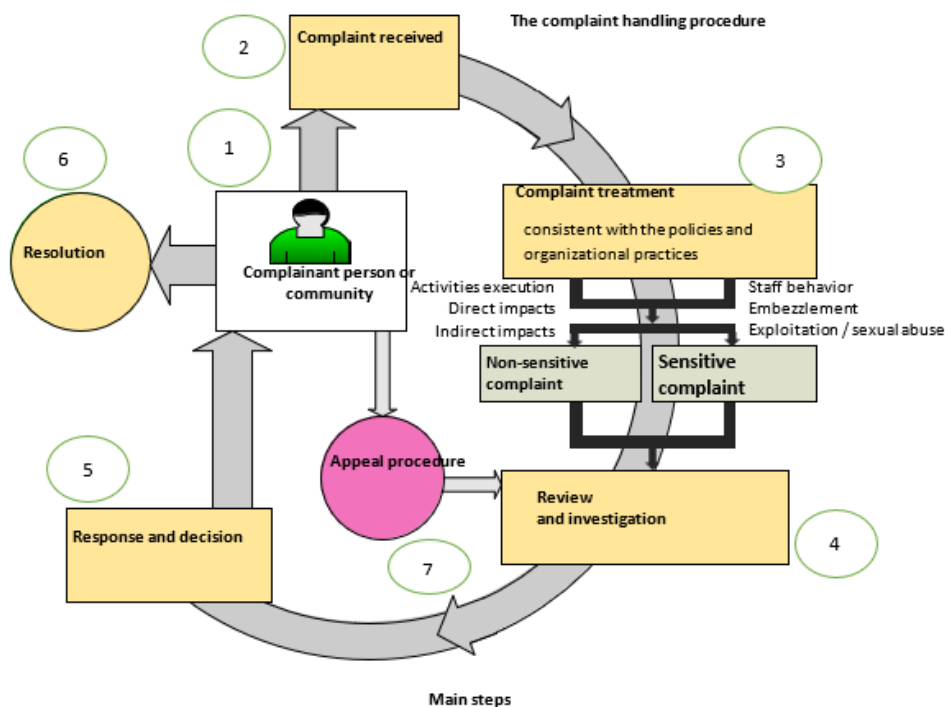 The complaint handling procedure
2
Complaint received
1
6
3
Complaint treatment
consistent with the policies and
organizational practices
Resolution
Complainant person or
community
Activities execution
Direct impacts
Indirect impacts
Staff behavior
Embezzlement
Exploitation / sexual abuse
Non-sensitive
complaint
Sensitive
complaint
Appeal procedure
5
Response and decision
Review
and investigation
4
7
Main steps